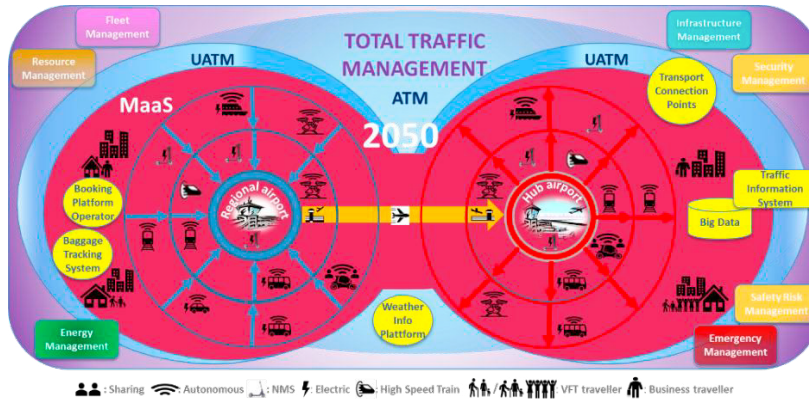 Fleet
Management
Resource
Management
UATM
TOTAL TRAFFIC
MANAGEMENT
ATM
2050
UATM
Infrastructure
Management
Security
Management
Transport
Connection
Points
MaaS
Booking
Platform
Operator
Baggage
Tracking
System
Regional airport
Hub airport
Traffic
Information
System
Big Data
Weather
Info
Plattform
Energy
Management
Safety Risk
Management
Emergency
Management
: Sharing : Autonomous : NMS : Electric : High Speed Train / : VFT traveller : Business traveller